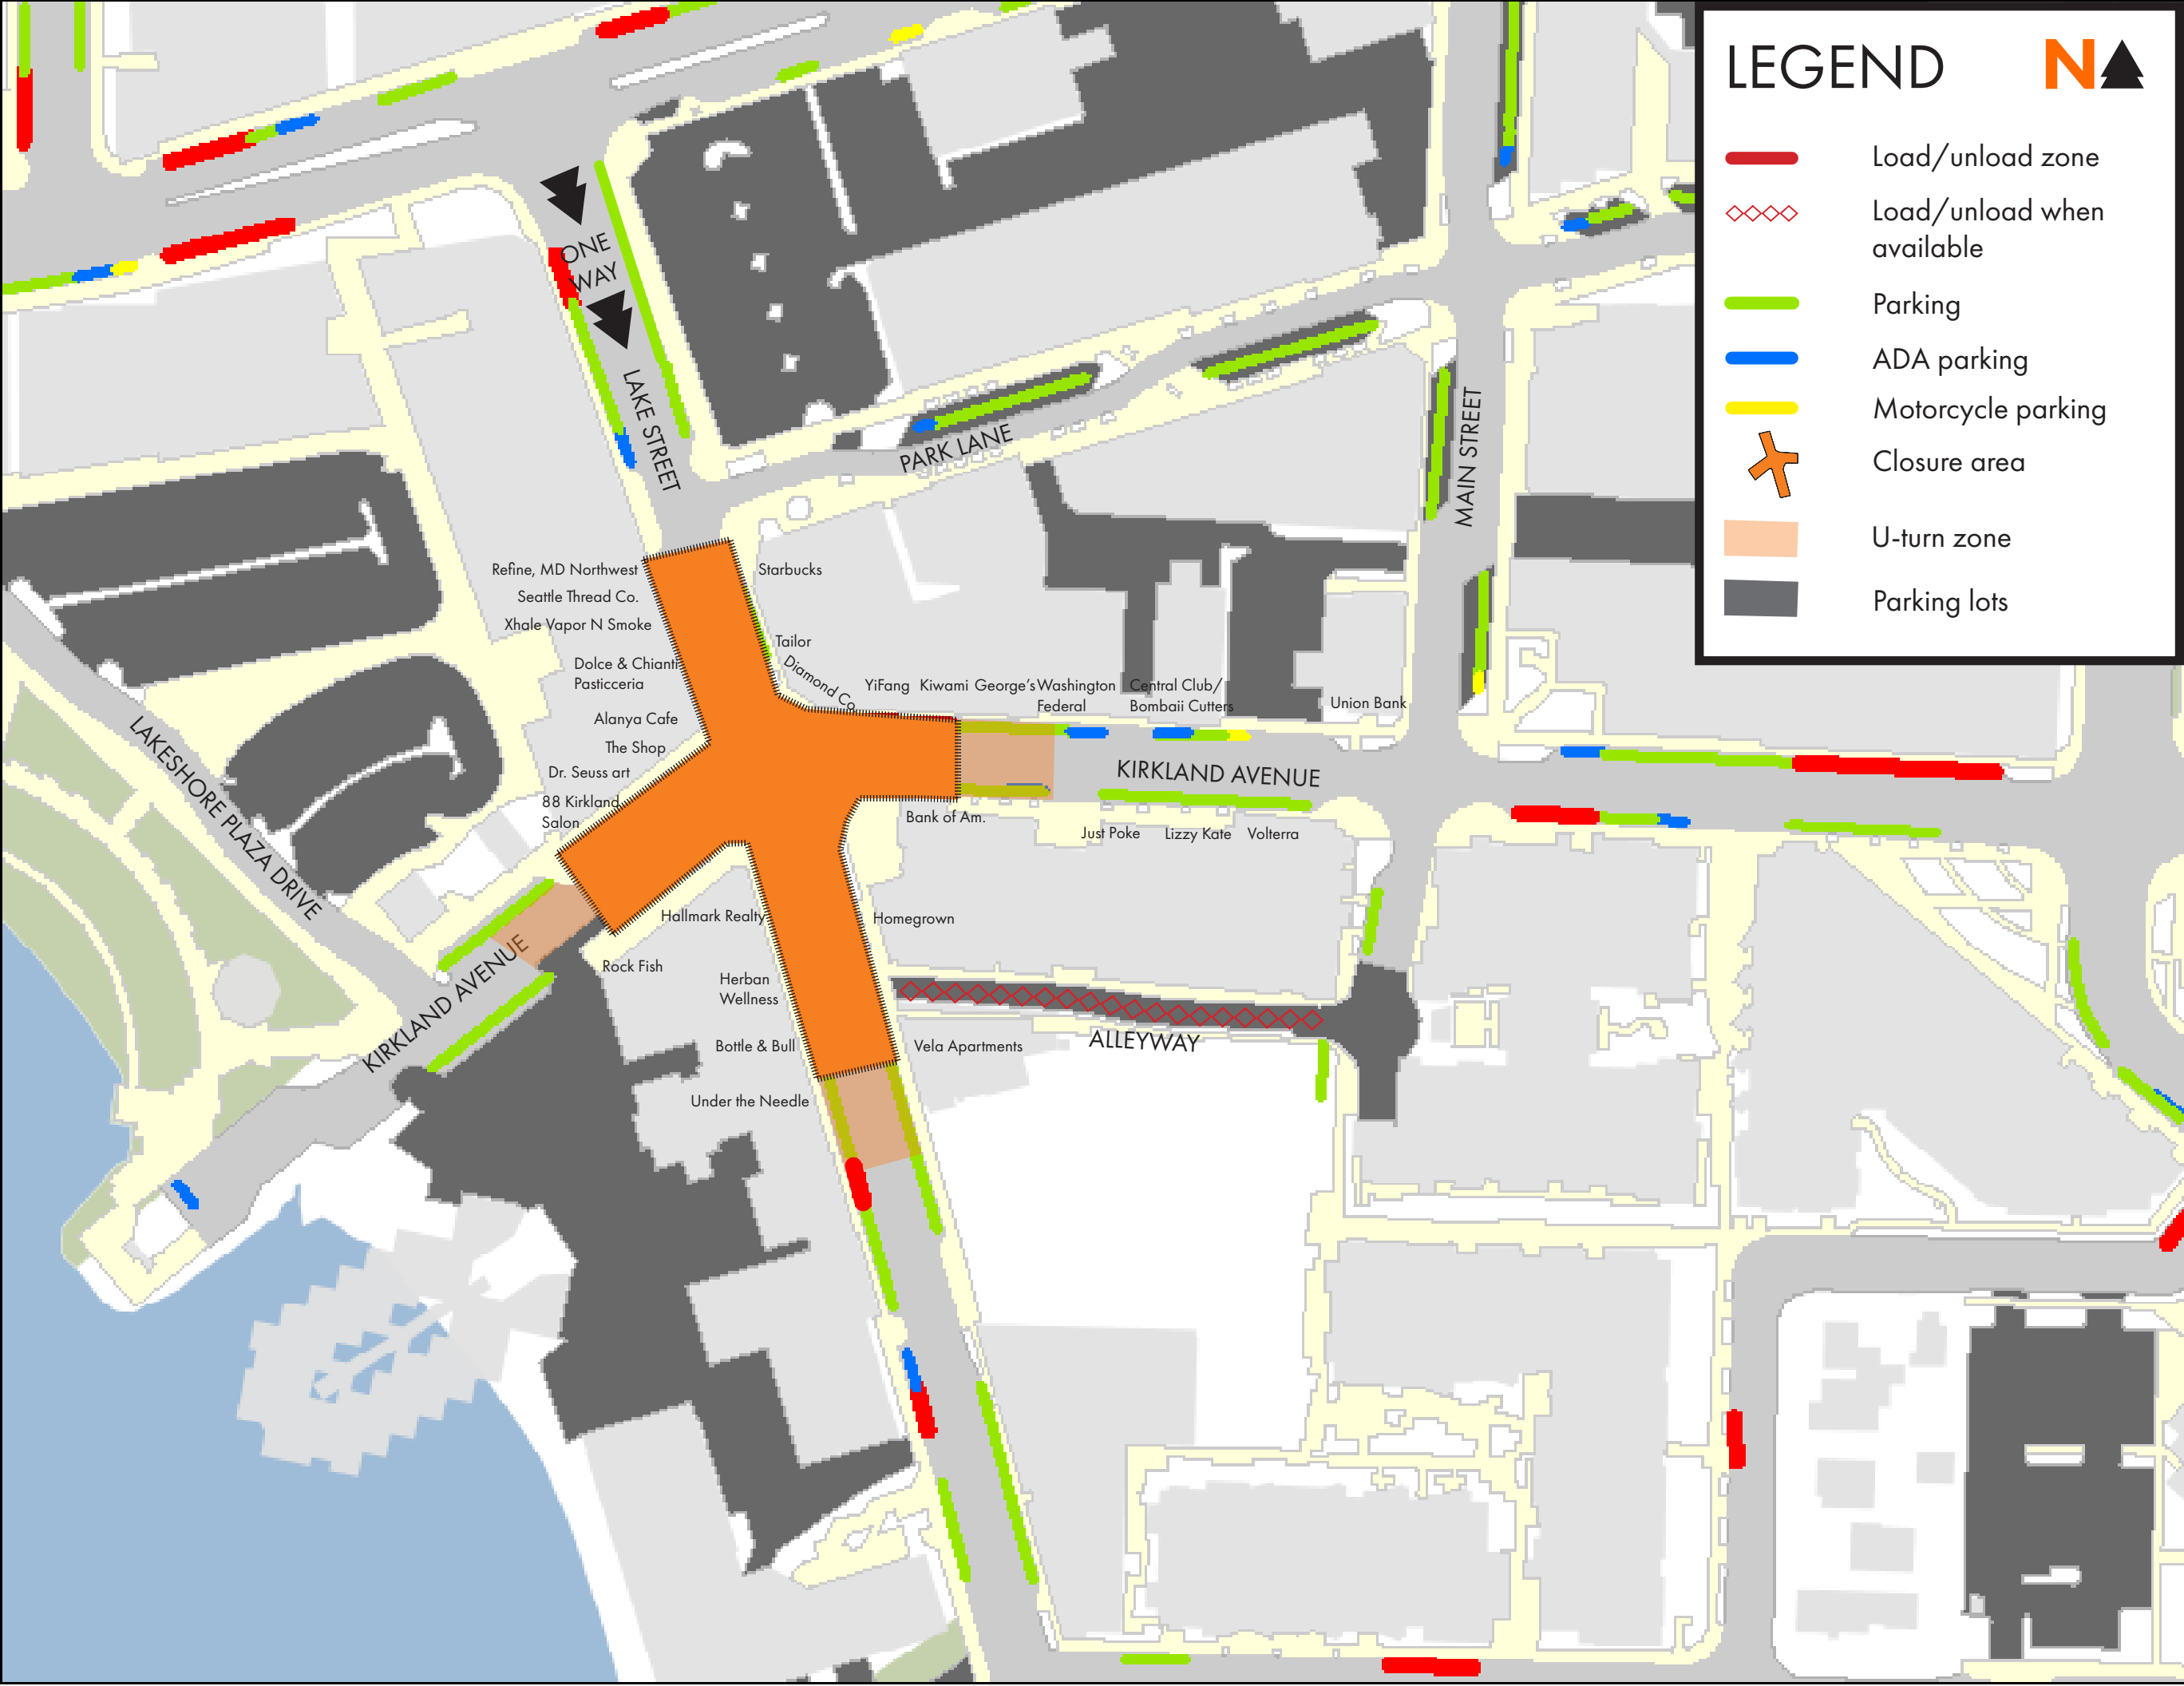 LEGEND
N
Load/unload zone
Load/unload when
available
Parking
ADA parking
Motorcycle parking
Closure area
U-turn zone
Parking lots
ONE
WAY
LAKE STREET
PARK LANE
MAIN STREET
Refine, MD Northwest
Seattle Thread Co.
Xhale Vapor N Smoke
Dolce & Chianti
Pasticceria
Alanya Cafe
The Shop
Dr. Seuss art
88 Kirkland
Salon
Starbucks
Tailor
Diamond Co.
YiFang
Kiwami
George's
Washington
Federal
Central Club/
Bombaii Cutters
Union Bank
KIRKLAND AVENUE
Bank of Am.
Just Poke
Lizzy Kate
Volterra
LAKESHORE PLAZA DRIVE
KIRKLAND AVENUE
Hallmark Realty
Rock Fish
Homegrown
Herban
Wellness
Bottle & Bull
Vela Apartments
ALLEYWAY
Under the Needle